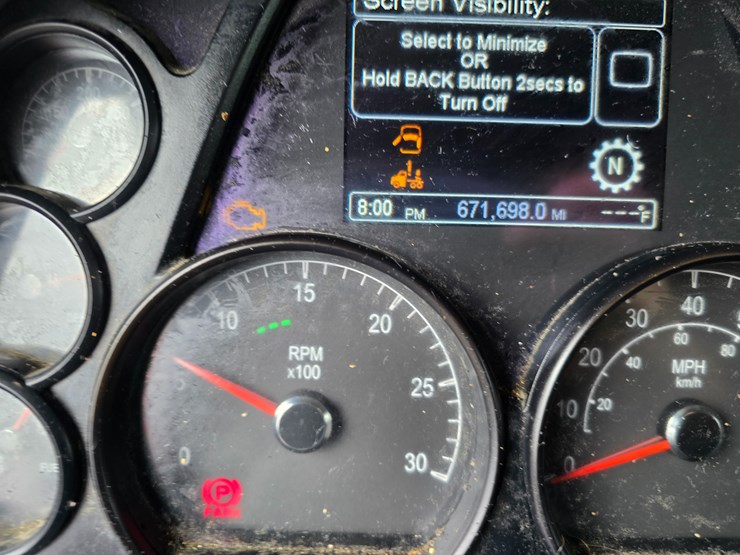 Screen Visibility:
Select to Minimize
OR
Hold BACK Button 2secs to
Turn Off
N
8:00 PM 671,698.0 MI ---°F
15
10 20
RPM
x100
5
25
0 30
P
PARK
40
30
60
20 40 80
MPH
km/h
10 20
0